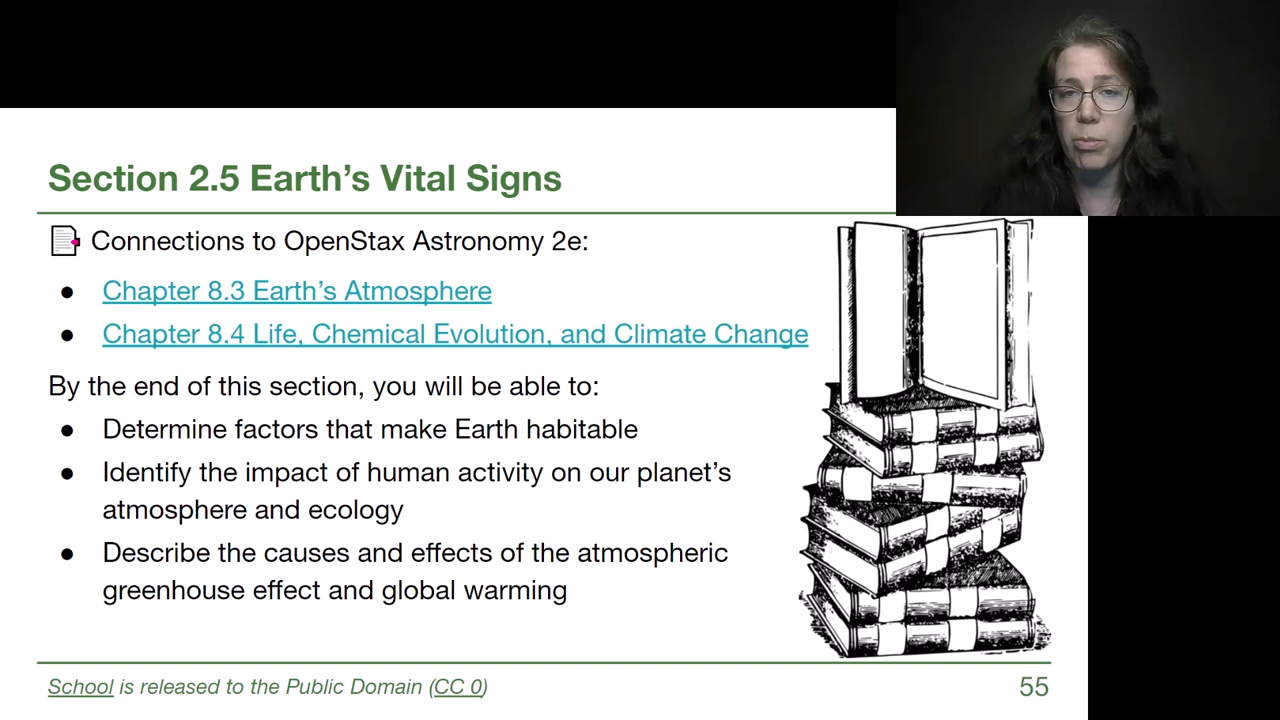 Section 2.5 Earth's Vital Signs
Connections to OpenStax Astronomy 2e:
● Chapter 8.3 Earth's Atmosphere
● Chapter 8.4 Life, Chemical Evolution, and Climate Change
By the end of this section, you will be able to:
● Determine factors that make Earth habitable
● Identify the impact of human activity on our planet's
atmosphere and ecology
● Describe the causes and effects of the atmospheric
greenhouse effect and global warming
School is released to the Public Domain (CC 0)
55